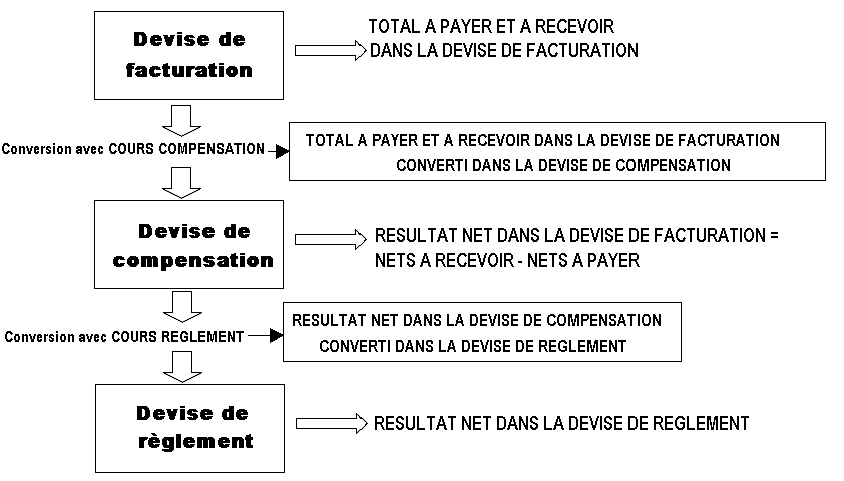 Devise de
facturation
TOTAL A PAYER ET A RECEVOIR
DANS LA DEVISE DE FACTURATION
Conversion avec COURS COMPENSATION
TOTAL A PAYER ET A RECEVOIR DANS LA DEVISE DE FACTURATION
CONVERTI DANS LA DEVISE DE COMPENSATION
Devise de
compensation
RESULTAT NET DANS LA DEVISE DE FACTURATION =
NETS A RECEVOIR - NETS A PAYER
Conversion avec COURS REGLEMENT
RESULTAT NET DANS LA DEVISE DE COMPENSATION
CONVERTI DANS LA DEVISE DE REGLEMENT
Devise de
règlement
RESULTAT NET DANS LA DEVISE DE REGLEMENT